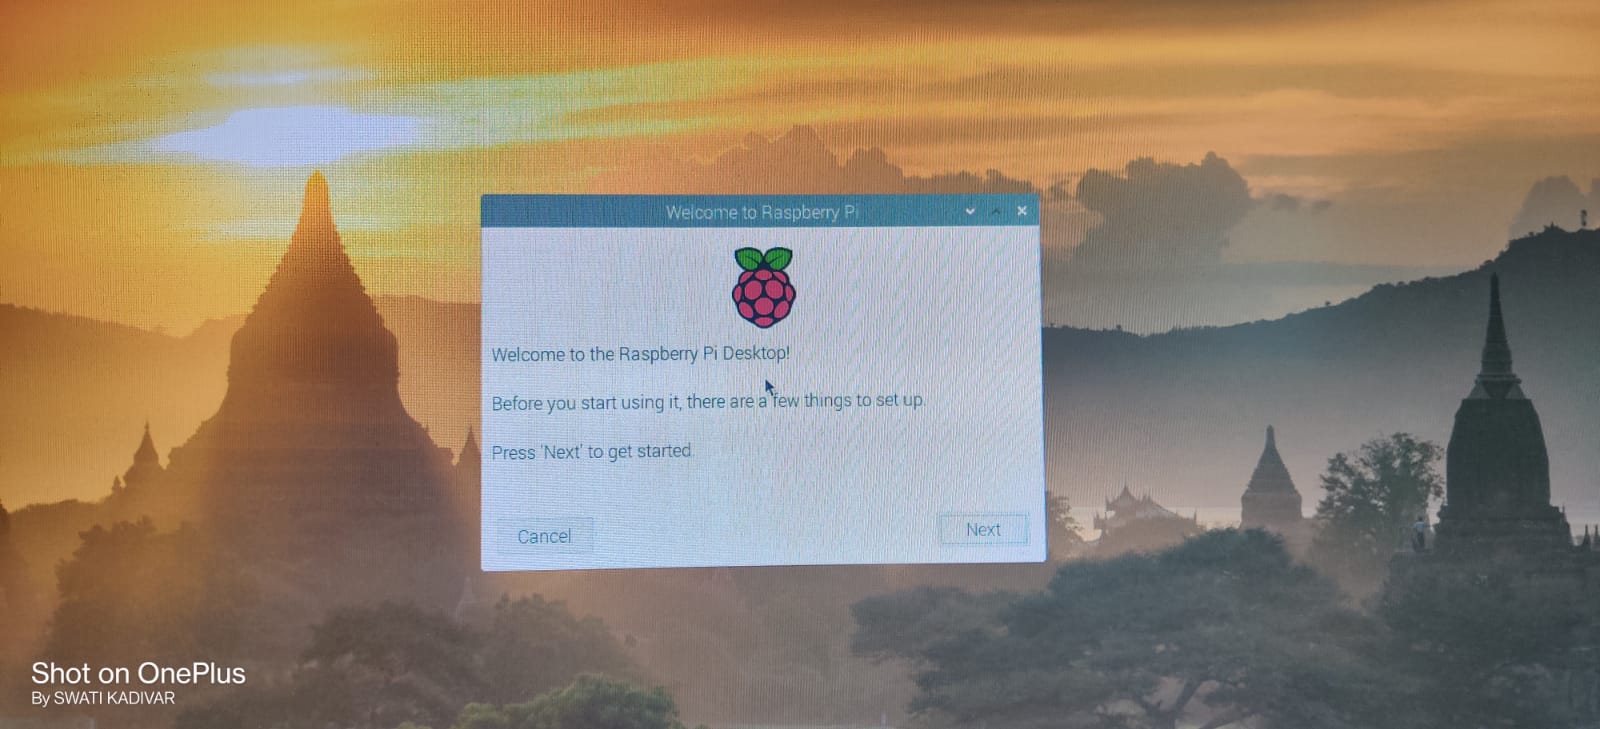 Welcome to Raspberry Pi
Welcome to the Raspberry Pi Desktop!
Before you start using it, there are a few things to set up.
Press 'Next' to get started.
Cancel
Next
Shot on OnePlus
By SWATI KADIVAR